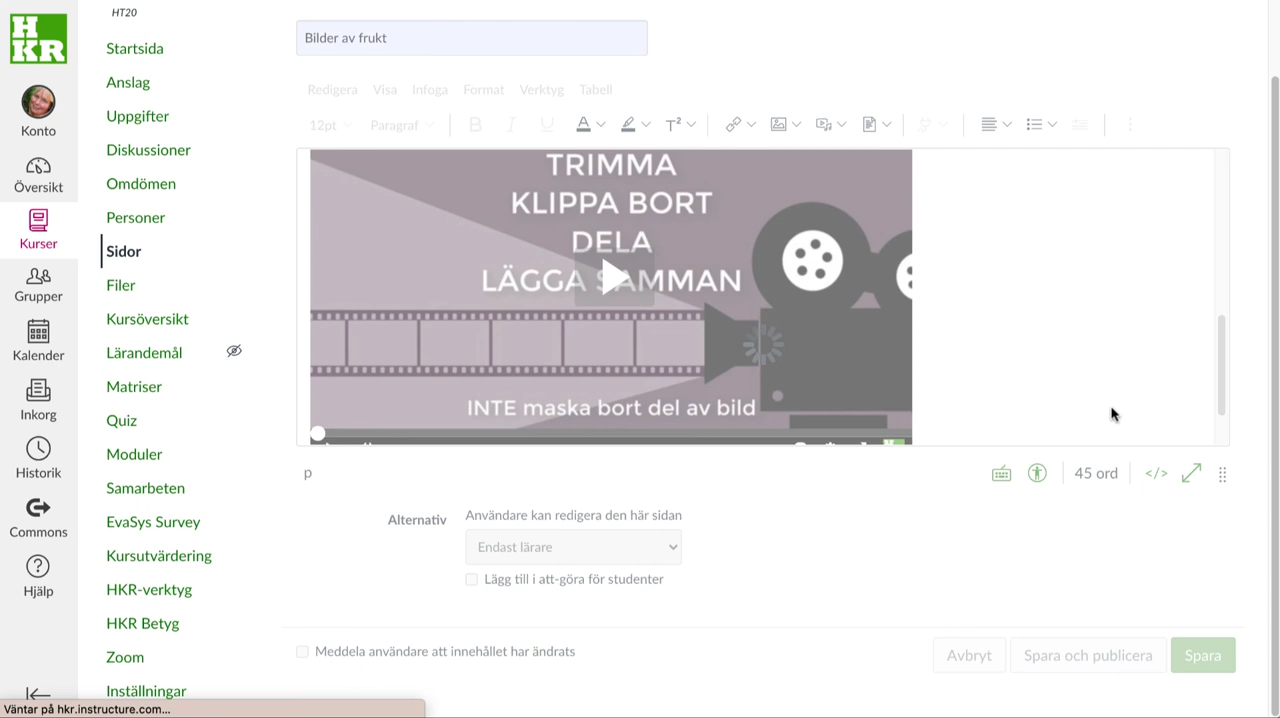 HKR
HT20
Konto
Översikt
Kurser
Grupper
Kalender
Inkorg
Historik
Commons
Hjälp
Startsida
Anslag
Uppgifter
Diskussioner
Omdömen
Personer
Sidor
Filer
Kursöversikt
Lärandemål
Matriser
Quiz
Moduler
Samarbeten
EvaSys Survey
Kursutvärdering
HKR-verktyg
HKR Betyg
Zoom
Inställningar
Bilder av frukt
Redigera Visa Infoga Format Verktyg Tabell
12pt Paragraf B I U A T²
TRIMMA
KLIPPA BORT
DELA
LÄGGA SAMMAN
INTE maska bort del av bild
p 45 ord </>
Alternativ Användare kan redigera den här sidan
Endast lärare
Lägg till i att-göra för studenter
Meddela användare att innehållet har ändrats Avbryt Spara och publicera Spara
Väntar på hkr.instructure.com...